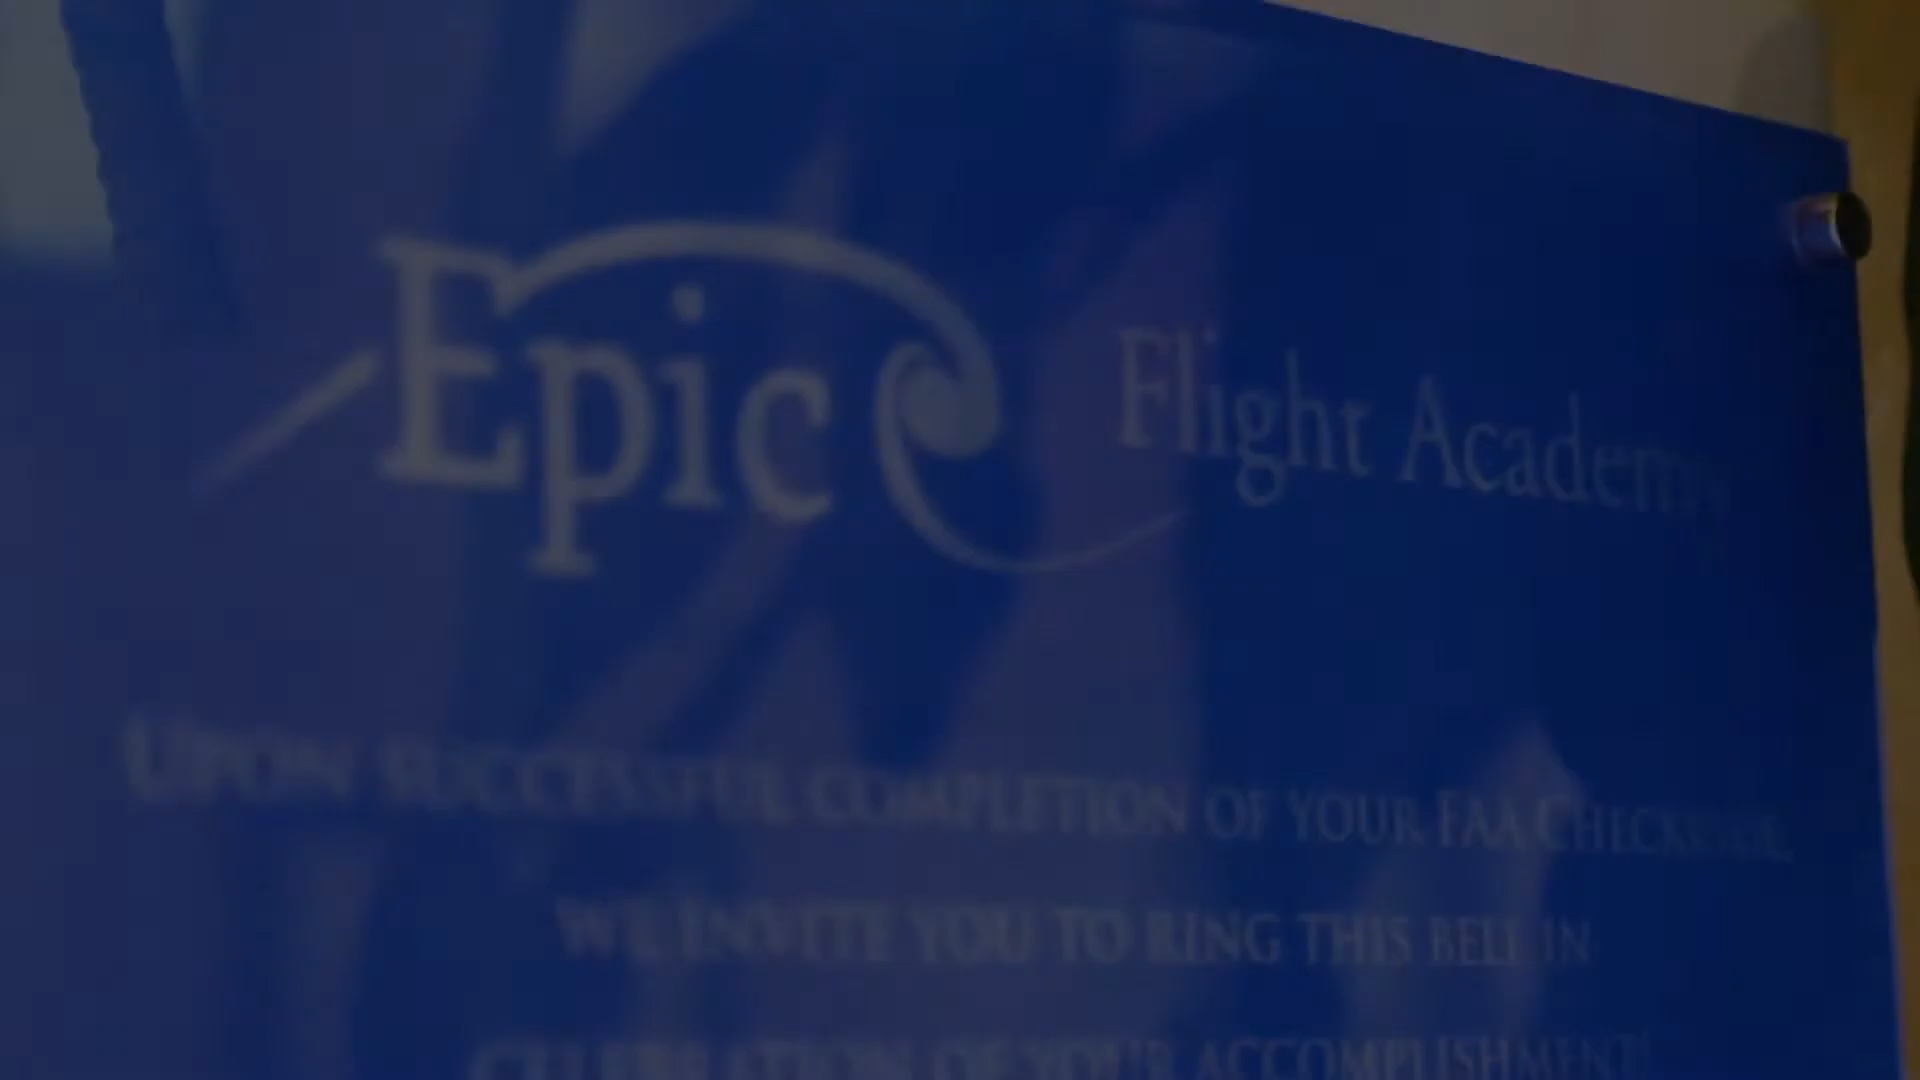 Epic Flight Academy
UPON SUCCESSFUL COMPLETION OF YOUR FAA CHECKRIDE,
WE INVITE YOU TO RING THIS BELL IN
CELEBRATION OF YOUR ACCOMPLISHMENT!